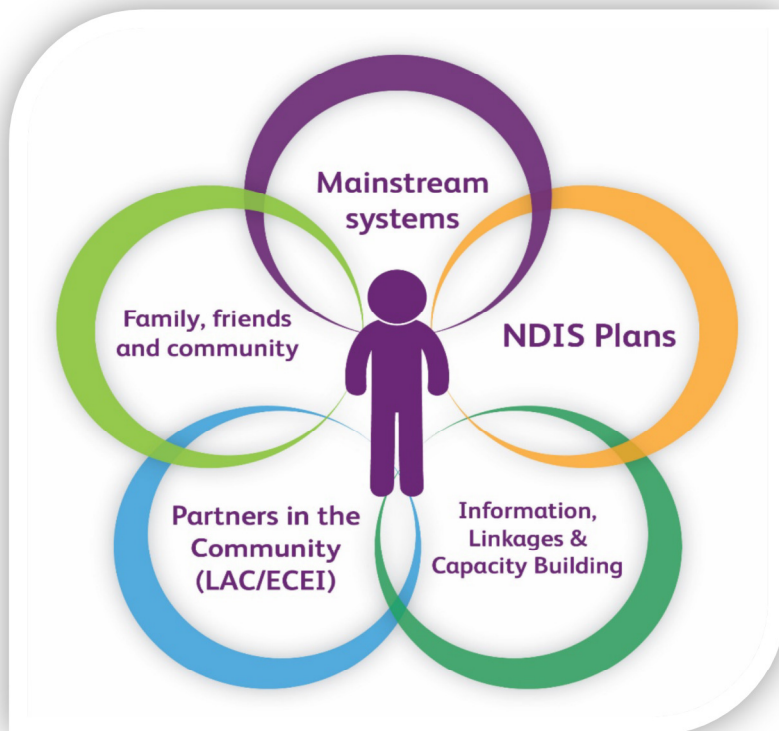 Mainstream
systems
Family, friends
and community
NDIS Plans
Partners in the
Community
(LAC/ECEI)
Information,
Linkages &
Capacity Building